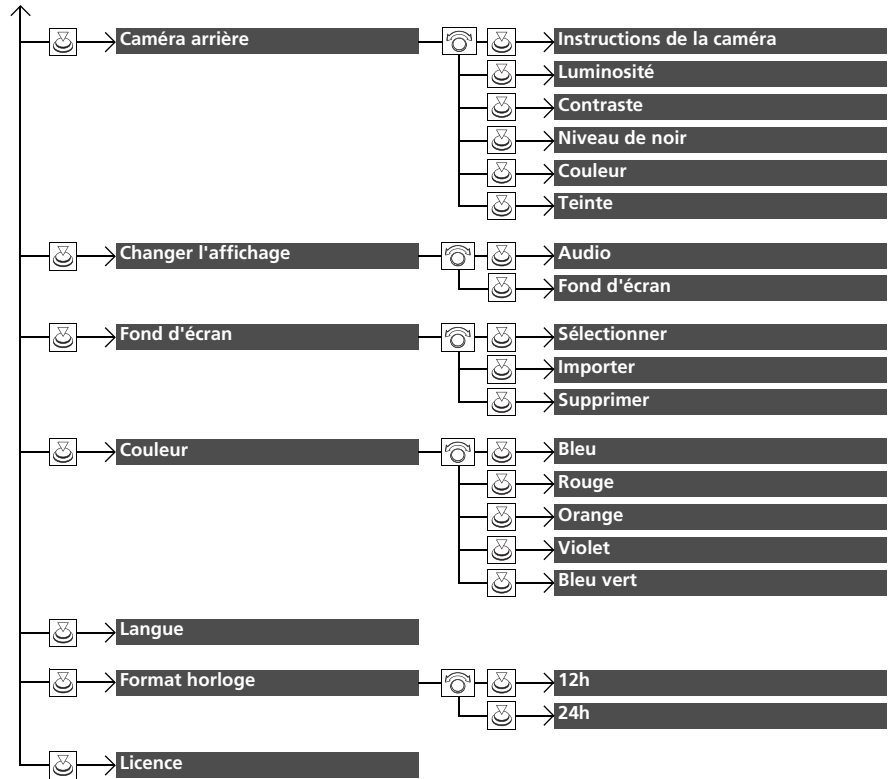 Caméra arrière
Instructions de la caméra
Luminosité
Contraste
Niveau de noir
Couleur
Teinte
Changer l'affichage
Audio
Fond d'écran
Fond d'écran
Sélectionner
Importer
Supprimer
Couleur
Bleu
Rouge
Orange
Violet
Bleu vert
Langue
Format horloge
12h
24h
Licence